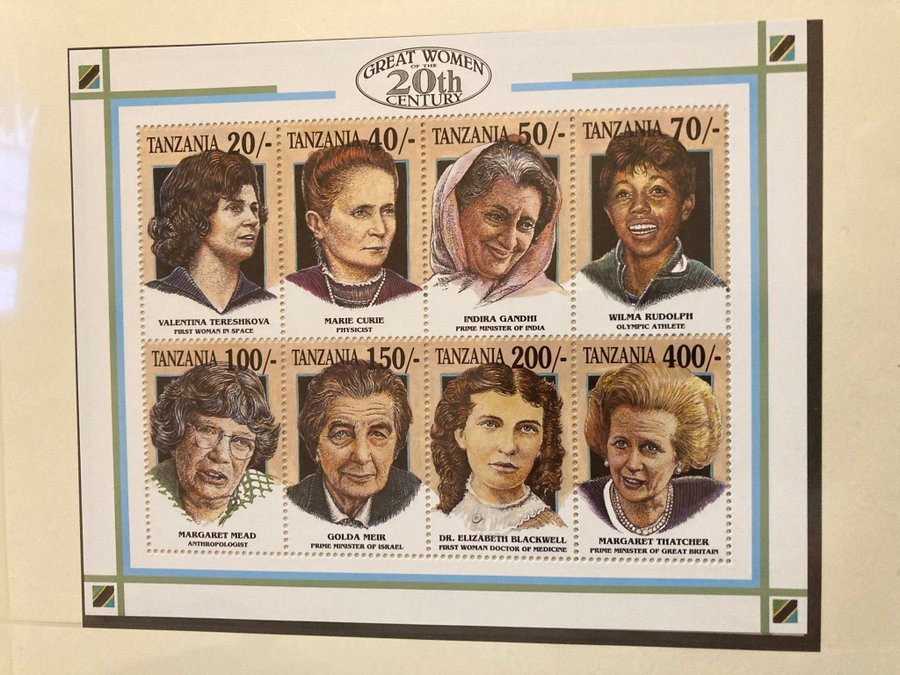 GREAT WOMEN
OF THE
20th
CENTURY
TANZANIA 20/-
VALENTINA TERESHKOVA
FIRST WOMAN IN SPACE
TANZANIA 40/-
MARIE CURIE
PHYSICIST
TANZANIA 50/-
INDIRA GANDHI
PRIME MINISTER OF INDIA
TANZANIA 70/-
WILMA RUDOLPH
OLYMPIC ATHLETE
TANZANIA 100/-
MARGARET MEAD
ANTHROPOLOGIST
TANZANIA 150/-
GOLDA MEIR
PRIME MINISTER OF ISRAEL
TANZANIA 200/-
DR. ELIZABETH BLACKWELL
FIRST WOMAN DOCTOR OF MEDICINE
TANZANIA 400/-
MARGARET THATCHER
PRIME MINISTER OF GREAT BRITAIN